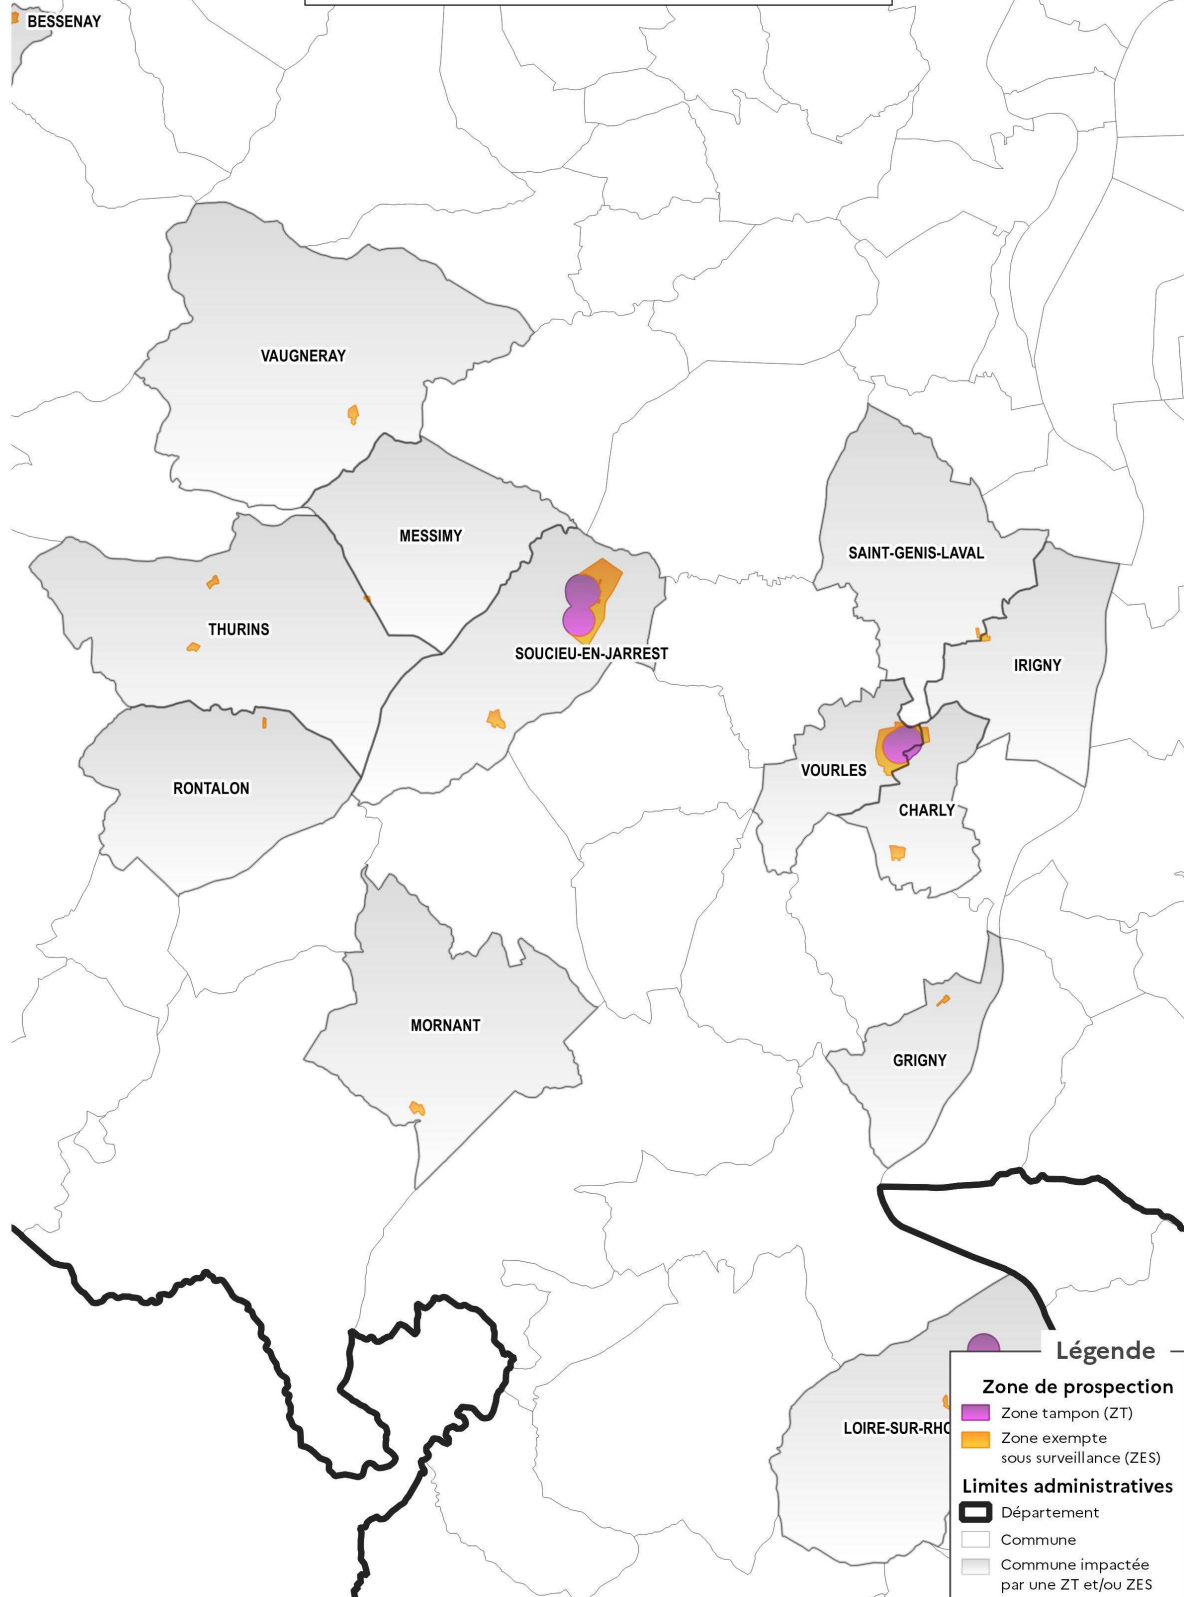 BESSENAY
VAUGNERAY
MESSIMY
SAINT-GENIS-LAVAL
THURINS
SOUCIEU-EN-JARREST
IRIGNY
VOURLES
RONTALON
CHARLY
MORNANT
GRIGNY
LOIRE-SUR-RHO
Légende
Zone de prospection
Zone tampon (ZT)
Zone exempte
sous surveillance (ZES)
Limites administratives
Département
Commune
Commune impactée
par une ZT et/ou ZES